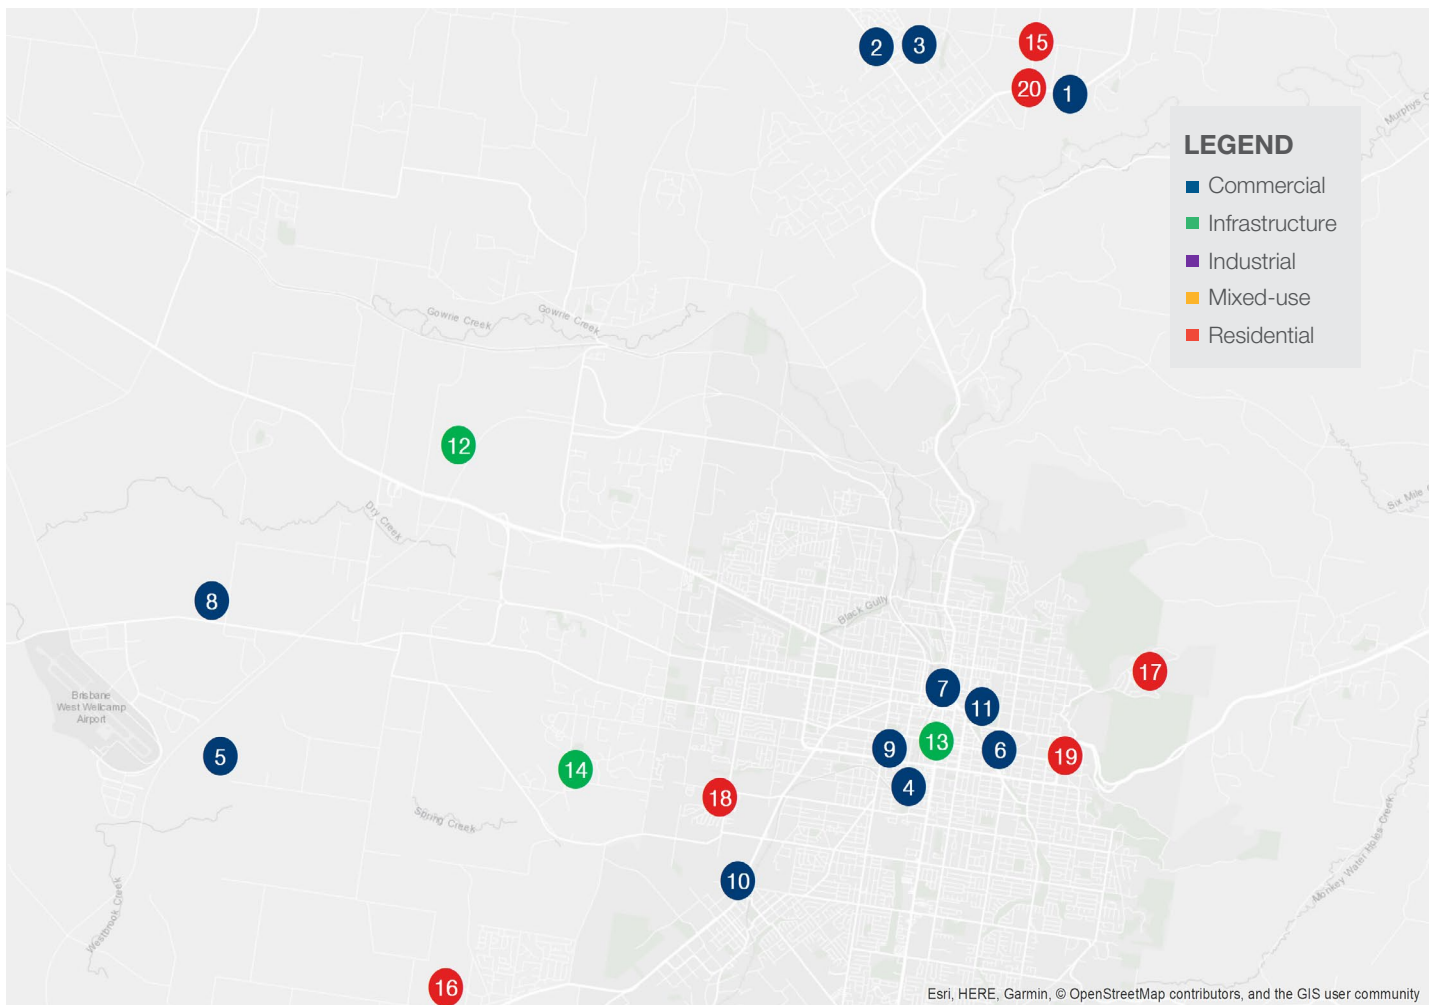 2
3
15
20
1
Murphys C
LEGEND
Commercial
Infrastructure
Industrial
Mixed-use
Residential
Gowrie Creek
Gowrie Creek
12
Six Mile
Dry Creek
8
Black Gully
17
7
11
Brisbane
West Wellcamp
Airport
13
9
6
19
5
14
4
18
Spring Creek
10
Monkey Water Holes Creek
Westbrook Creek
16
Esri, HERE, Garmin, © OpenStreetMap contributors, and the GIS user community